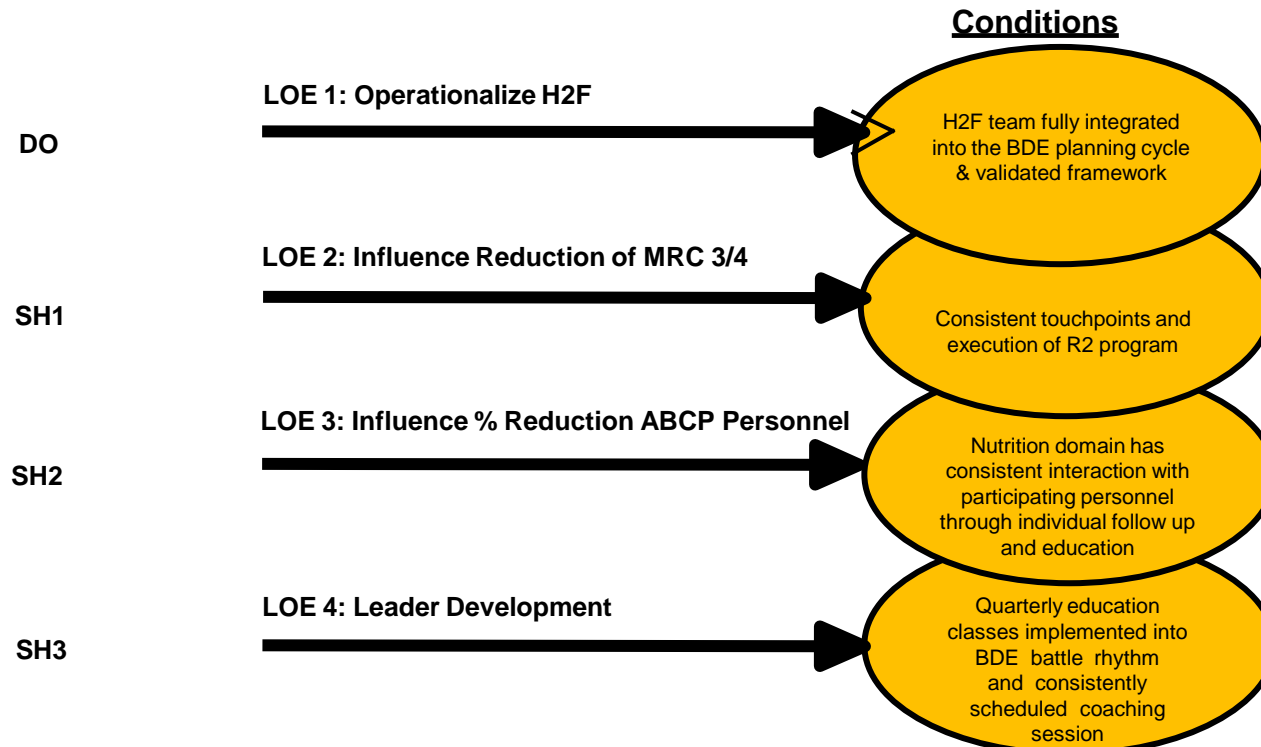 Conditions
LOE 1: Operationalize H2F
DO
H2F team fully integrated
into the BDE planning cycle
& validated framework
LOE 2: Influence Reduction of MRC 3/4
SH1
Consistent touchpoints and
execution of R2 program
LOE 3: Influence % Reduction ABCP Personnel
SH2
Nutrition domain has
consistent interaction with
participating personnel
through individual follow up
and education
LOE 4: Leader Development
SH3
Quarterly education
classes implemented into
BDE battle rhythm
and consistently
scheduled coaching
session